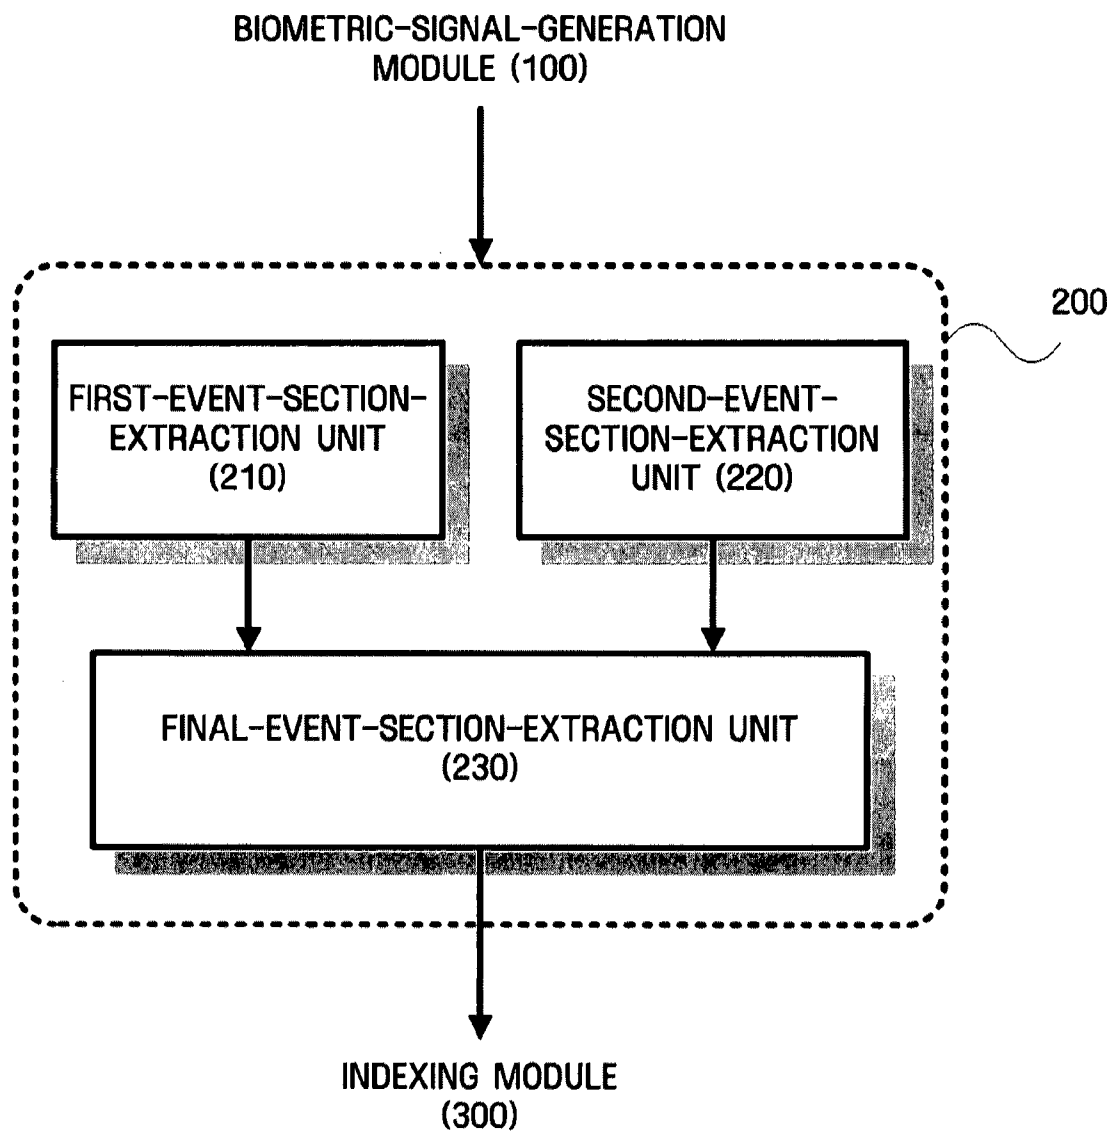 BIOMETRIC-SIGNAL-GENERATION
MODULE (100)
200
FIRST-EVENT-SECTION-
EXTRACTION UNIT
(210)
SECOND-EVENT-
SECTION-EXTRACTION
UNIT (220)
FINAL-EVENT-SECTION-EXTRACTION UNIT
(230)
INDEXING MODULE
(300)